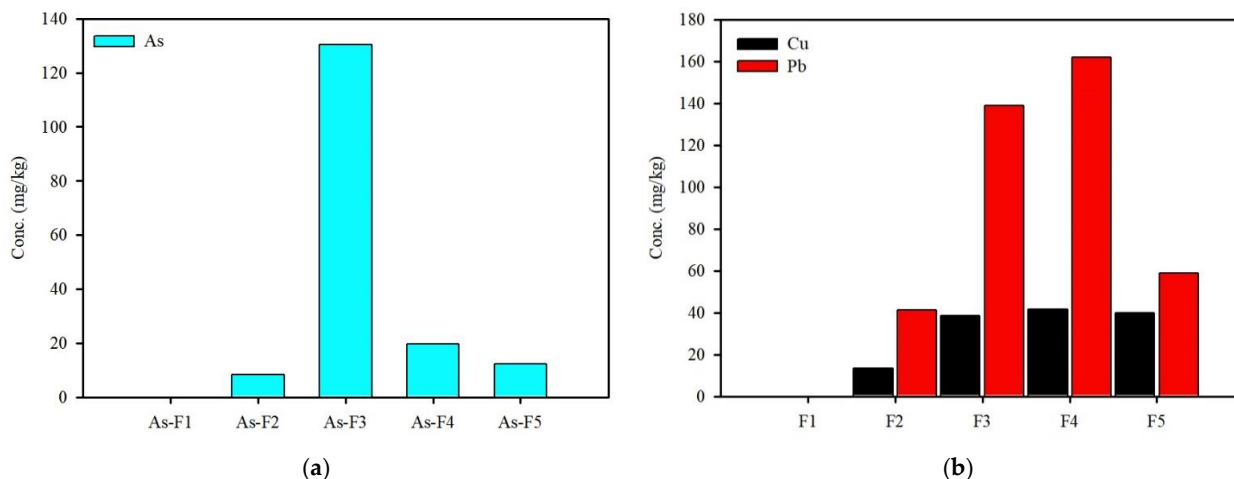 As
Conc. (mg/kg)
140
120
100
80
60
40
20
0
As-F1 As-F2 As-F3 As-F4 As-F5
(a)
Cu
Pb
Conc. (mg/kg)
180
160
140
120
100
80
60
40
20
0
F1 F2 F3 F4 F5
(b)